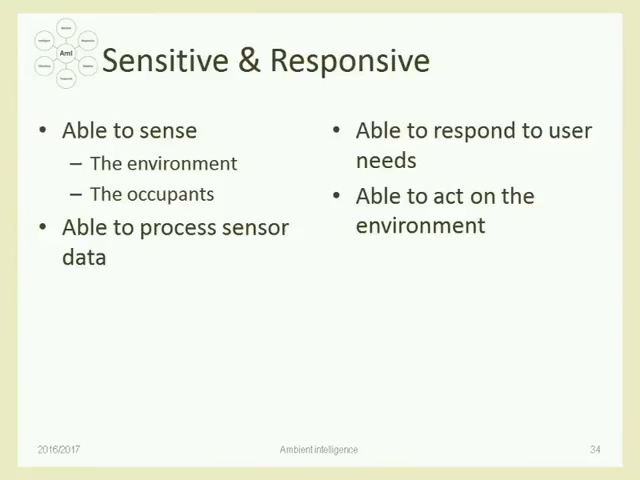 AmI
Sensitive & Responsive
• Able to sense
– The environment
– The occupants
• Able to process sensor
data
• Able to respond to user
needs
• Able to act on the
environment
2016/2017
Ambient intelligence
34